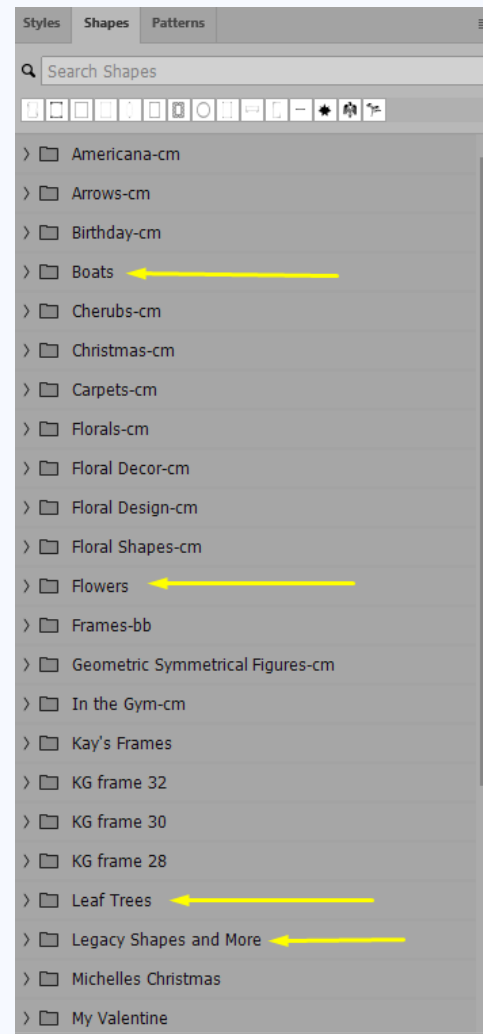 Styles Shapes Patterns
Search Shapes
Americana-cm
Arrows-cm
Birthday-cm
Boats
Cherubs-cm
Christmas-cm
Carpets-cm
Florals-cm
Floral Decor-cm
Floral Design-cm
Floral Shapes-cm
Flowers
Frames-bb
Geometric Symmetrical Figures-cm
In the Gym-cm
Kay's Frames
KG frame 32
KG frame 30
KG frame 28
Leaf Trees
Legacy Shapes and More
Michelles Christmas
My Valentine